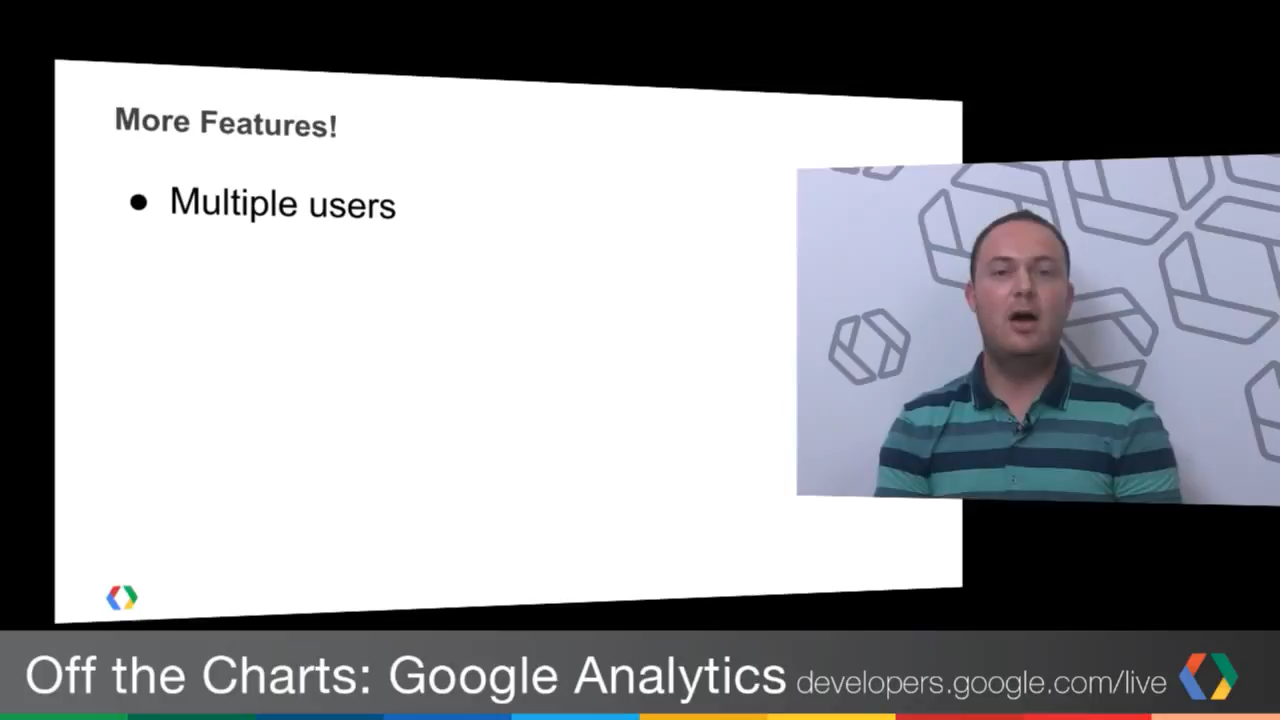 More Features!
● Multiple users
Off the Charts: Google Analytics developers.google.com/live